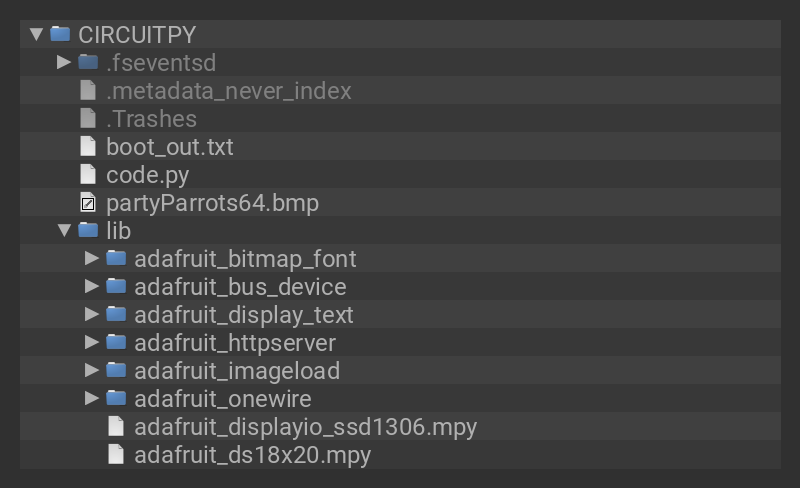 CIRCUITPY
.fseventsd
.metadata_never_index
.Trashes
boot_out.txt
code.py
partyParrots64.bmp
lib
adafruit_bitmap_font
adafruit_bus_device
adafruit_display_text
adafruit_httpserver
adafruit_imageload
adafruit_onewire
adafruit_displayio_ssd1306.mpy
adafruit_ds18x20.mpy